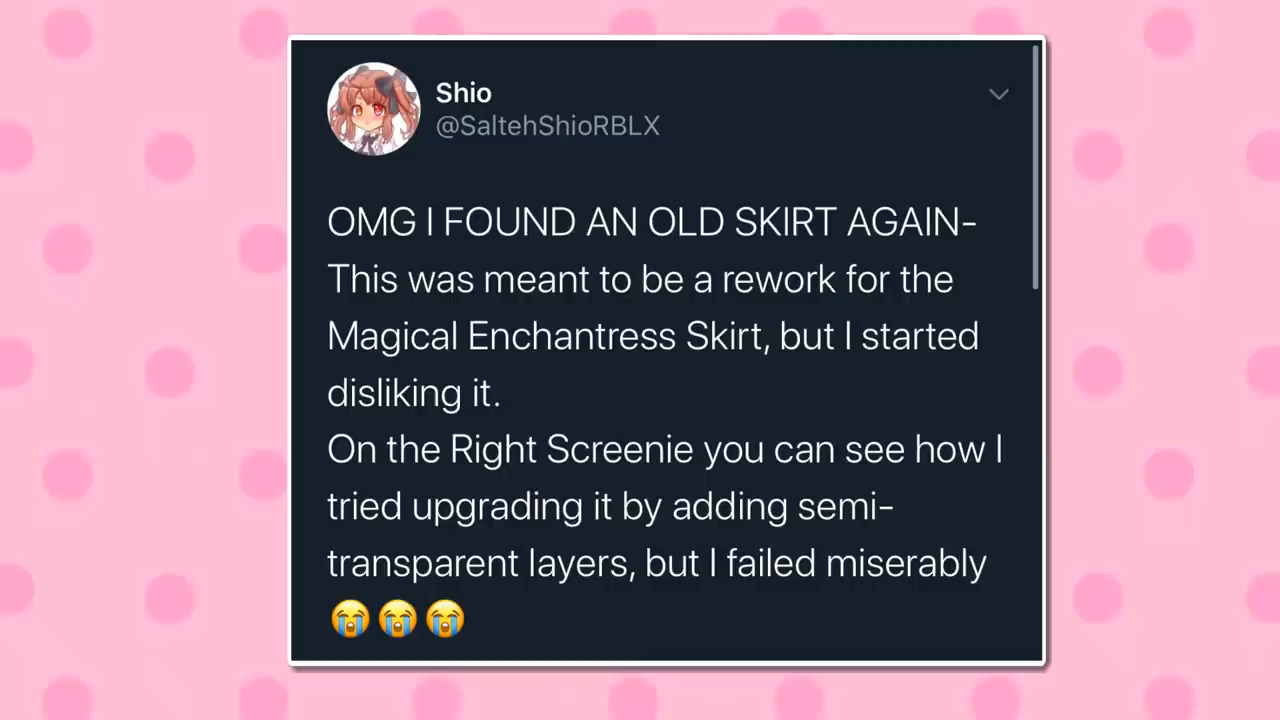 Shio
@SaltehShioRBLX
OMG I FOUND AN OLD SKIRT AGAIN-
This was meant to be a rework for the
Magical Enchantress Skirt, but I started
disliking it.
On the Right Screenie you can see how I
tried upgrading it by adding semi-
transparent layers, but I failed miserably
😭😭😭